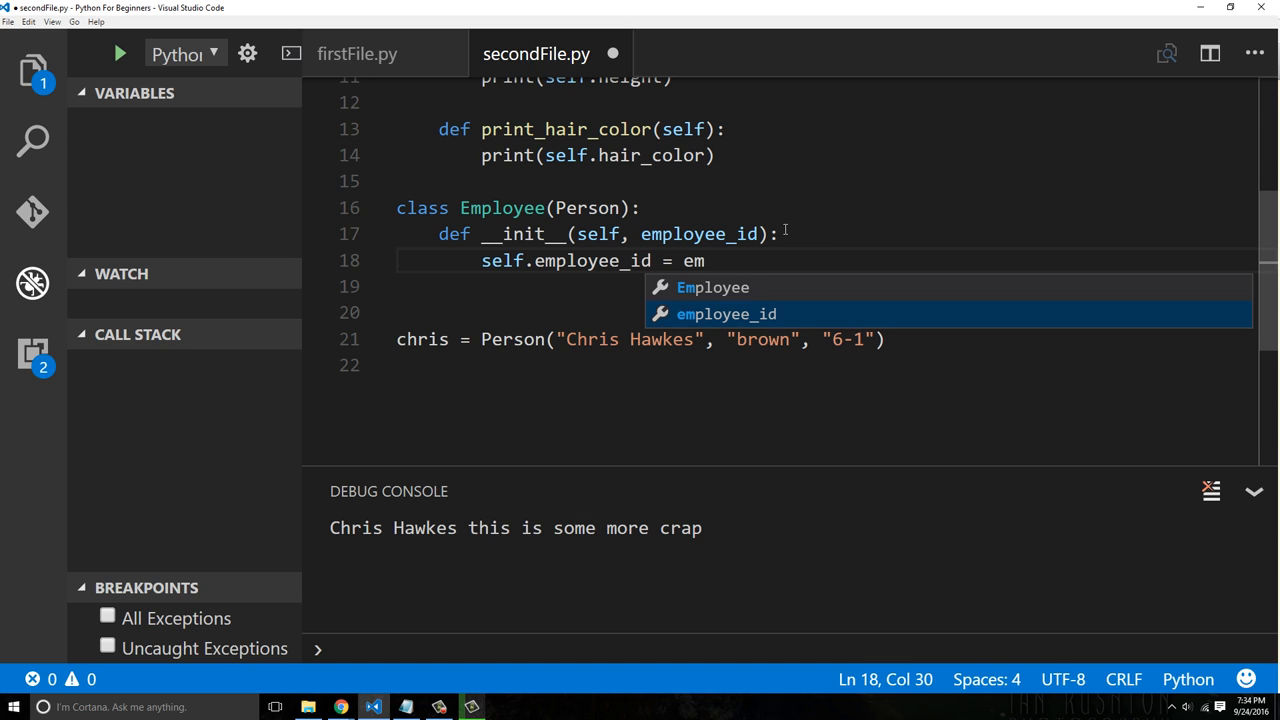 secondFile.py - Python For Beginners - Visual Studio Code
File Edit View Go Help
Python
firstFile.py
secondFile.py
1
VARIABLES
11 print(self.height)
12
13 def print_hair_color(self):
14 print(self.hair_color)
15
16 class Employee(Person):
17 def __init__(self, employee_id):
18 self.employee_id = em
WATCH
19
Employee
20
employee_id
CALL STACK
21 chris = Person("Chris Hawkes", "brown", "6-1")
2
22
DEBUG CONSOLE
Chris Hawkes this is some more crap
BREAKPOINTS
All Exceptions
Uncaught Exceptions
0 0
Ln 18, Col 30
Spaces: 4
UTF-8
CRLF
Python
I'm Cortana. Ask me anything.
7:34 PM
9/24/2016